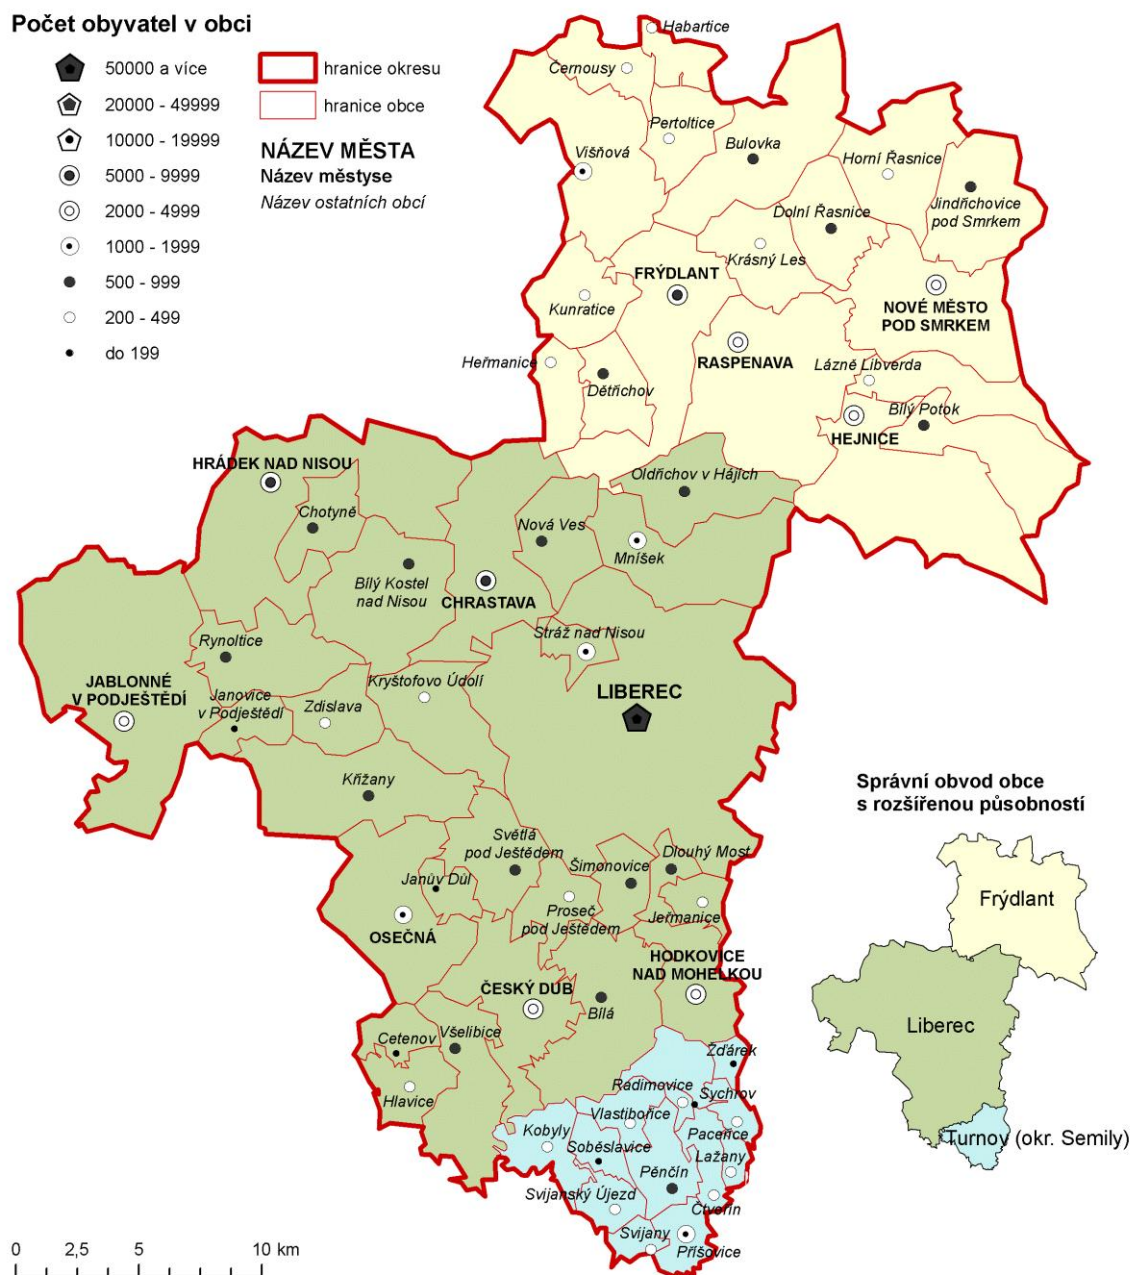 Počet obyvatel v obci
50000 a více
20000 - 49999
10000 - 19999
5000 - 9999
2000 - 4999
1000 - 1999
500 - 999
200 - 499
do 199
hranice okresu
hranice obce
NÁZEV MĚSTA
Název městyse
Název ostatních obcí
Habartice
Černousy
Pertoltice
Bulovka
Višňová
Horní Řasnice
Jindřichovice
pod Smrkem
Dolní Řasnice
Krásný Les
FRÝDLANT
Kunratice
NOVÉ MĚSTO
POD SMRKEM
Heřmanice
RASPENAVA
Lázně Libverda
Dětřichov
Bílý Potok
HEJNICE
HRÁDEK NAD NISOU
Oldřichov v Hájích
Chotyně
Nová Ves
Mníšek
Bílý Kostel
nad Nisou
CHRASTAVA
Stráž nad Nisou
Rynoltice
JABLONNÉ
V PODJEŠTĚDÍ
Janovice
v Podještědí
Zdislava
Kryštofovo Údolí
LIBEREC
Křižany
Světlá
pod Ještědem
Šimonovice
Dlouhý Most
Janův Důl
Proseč
pod Ještědem
Jeřmanice
OSEČNÁ
HODKOVICE
NAD MOHELKOU
ČESKÝ DUB
Bílá
Cetenov
Všelibice
Hlavice
Žďárek
Radimovice
Sychrov
Vlastibořice
Paceřice
Kobyly
Soběslavice
Lažany
Pěnčín
Svijanský Újezd
Čtveřín
Svijany
Příšovice
Správní obvod obce
s rozšířenou působností
Frýdlant
Liberec
Turnov (okr. Semily)
0 2,5 5 10 km